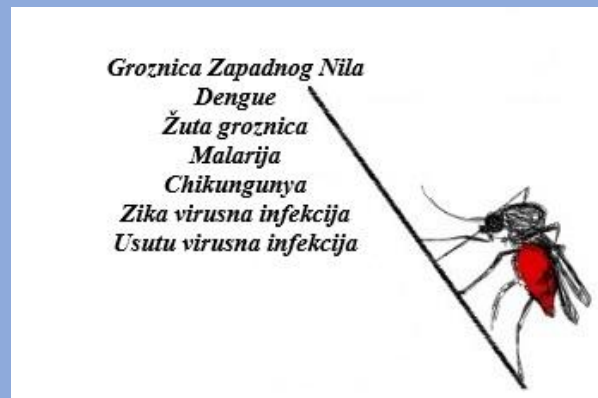 Groznica Zapadnog Nila
Dengue
Žuta groznica
Malarija
Chikungunya
Zika virusna infekcija
Usutu virusna infekcija